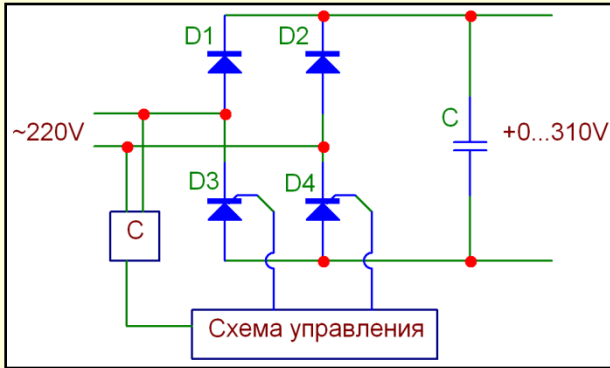 D1 D2
~220V
C +0...310V
D3 D4
C
Схема управления